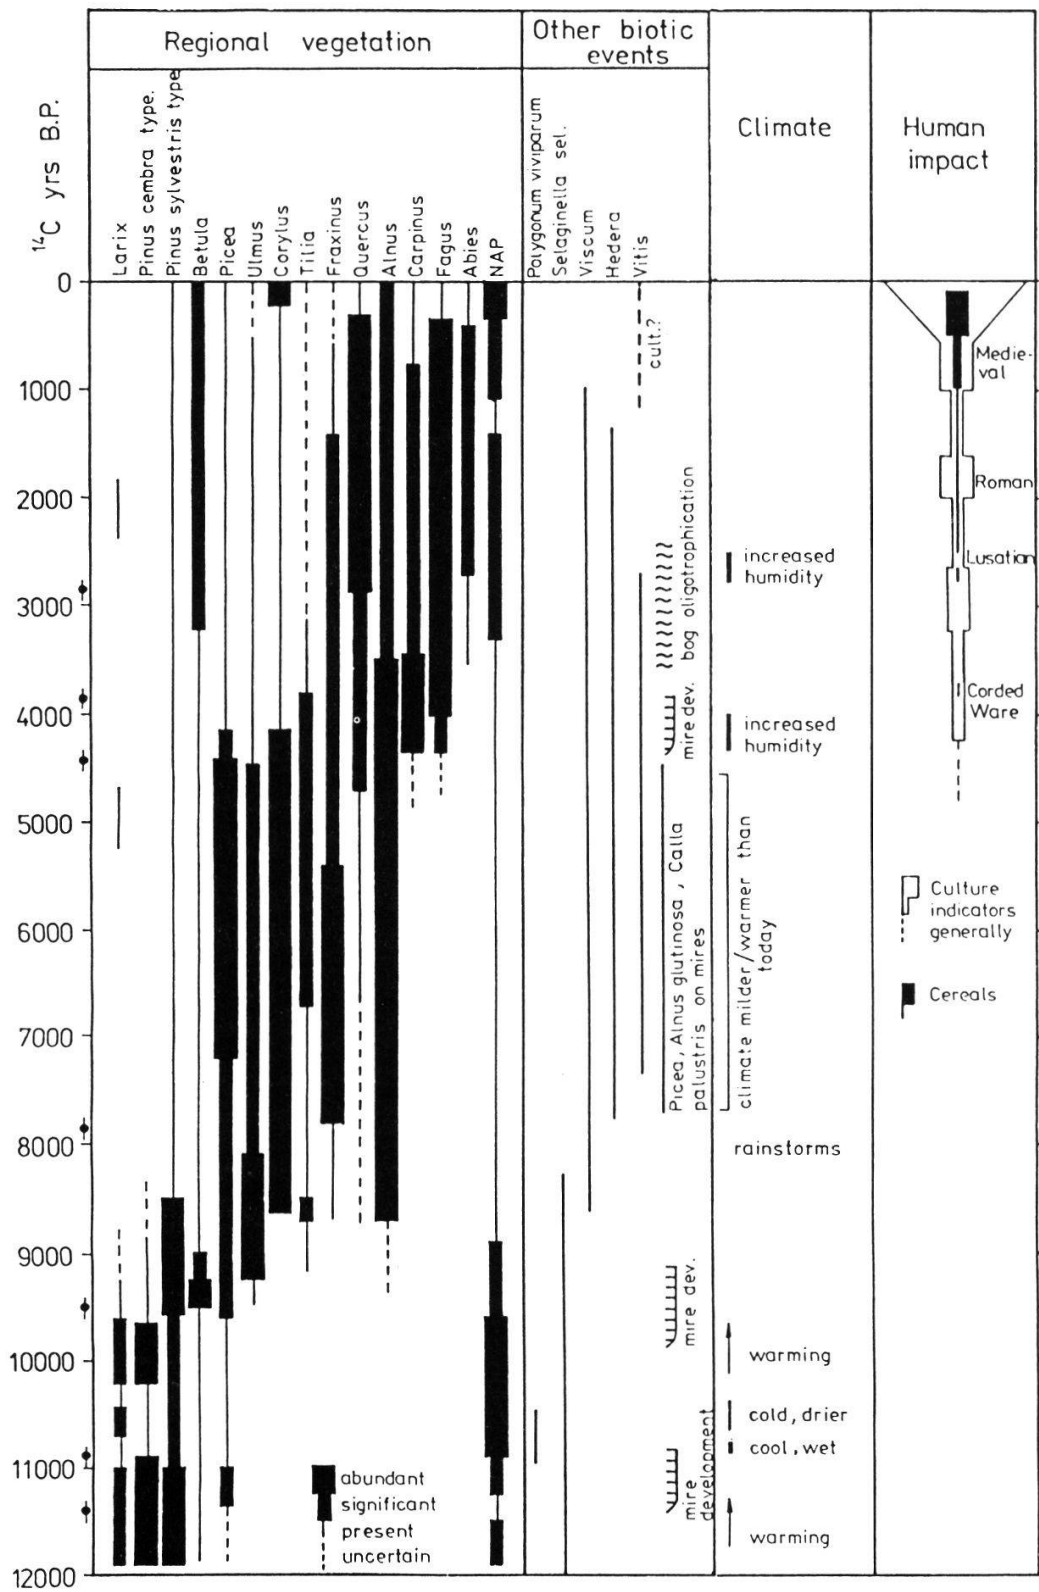 Regional vegetation
Other biotic
events
Climate
Human
impact
¹⁴C yrs B.P.
Larix
Pinus cembra type.
Pinus sylvestris type
Betula
Picea
Ulmus
Corylus
Tilia
Fraxinus
Quercus
Alnus
Carpinus
Fagus
Abies
NAP
Polygonum viviparum
Selaginella sel.
Viscum
Hedera
Vitis
0
1000
2000
3000
4000
5000
6000
7000
8000
9000
10000
11000
12000
cult.?
bog oligotrophication
mire dev.
Picea, Alnus glutinosa, Calla
palustris on mires
mire dev.
mire
development
increased
humidity
increased
humidity
climate milder/warmer than
today
rainstorms
warming
cold, drier
cool, wet
warming
Medie-
val
Roman
Lusatian
Corded
Ware
Culture
indicators
generally
Cereals
abundant
significant
present
uncertain